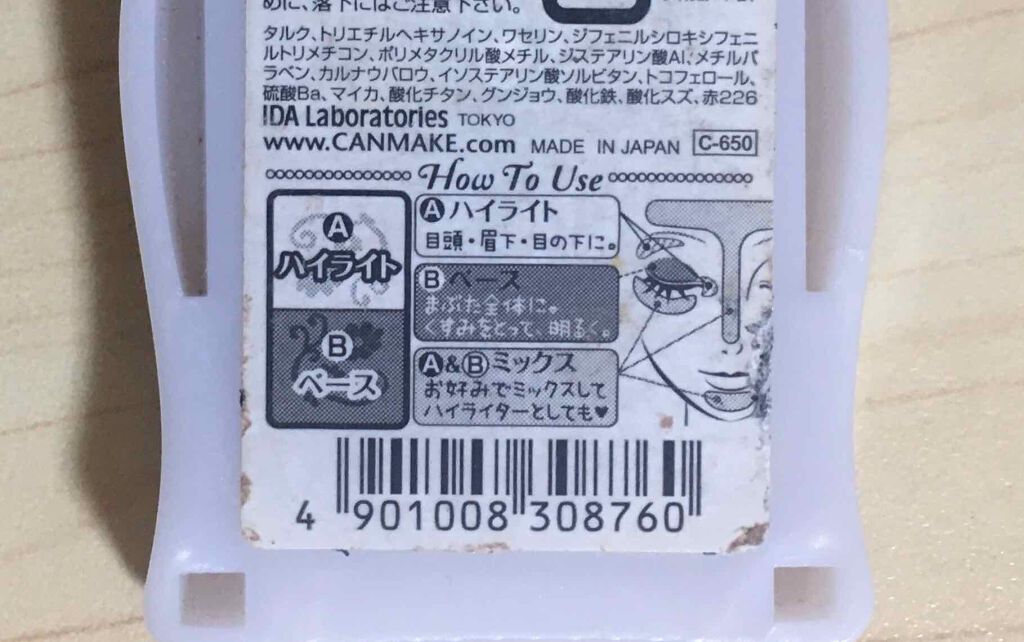 めに、落下にはご注意下さい。
タルク、トリエチルヘキサノイン、ワセリン、ジフェニルシロキシフェニ
ルトリメチコン、ポリメタクリル酸メチル、ジステアリン酸Al、メチルパ
ラベン、カルナウバロウ、イソステアリン酸ソルビタン、トコフェロール、
硫酸Ba、マイカ、酸化チタン、グンジョウ、酸化鉄、酸化スズ、赤226
IDA Laboratories TOKYO
www.CANMAKE.com MADE IN JAPAN C-650
How To Use
A
ハイライト
B
ベース
A ハイライト
目頭・眉下・目の下に。
B ベース
まぶた全体に。
くすみをとって、明るく。
A&B ミックス
お好みでミックスして
ハイライターとしても♥
4 901008 308760